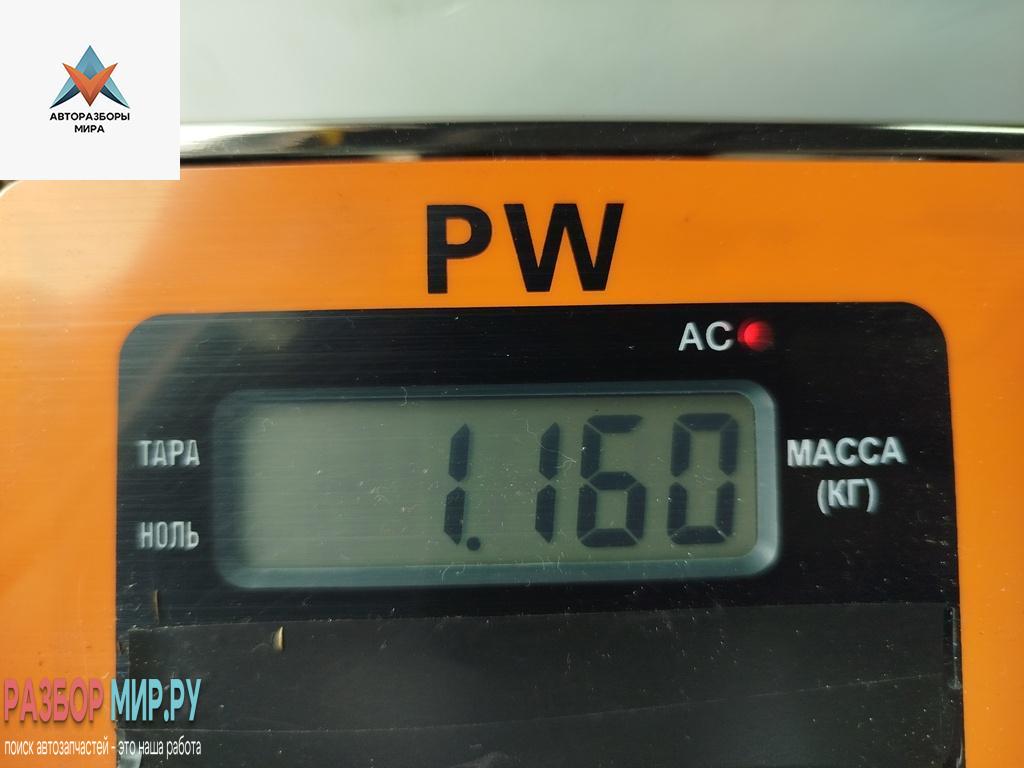 АВТОРАЗБОРЫ
МИРА
PW
AC
ТАРА
1.160
МАССА
(КГ)
НОЛЬ
РАЗБОР МИР.РУ
поиск автозапчастей - это наша работа